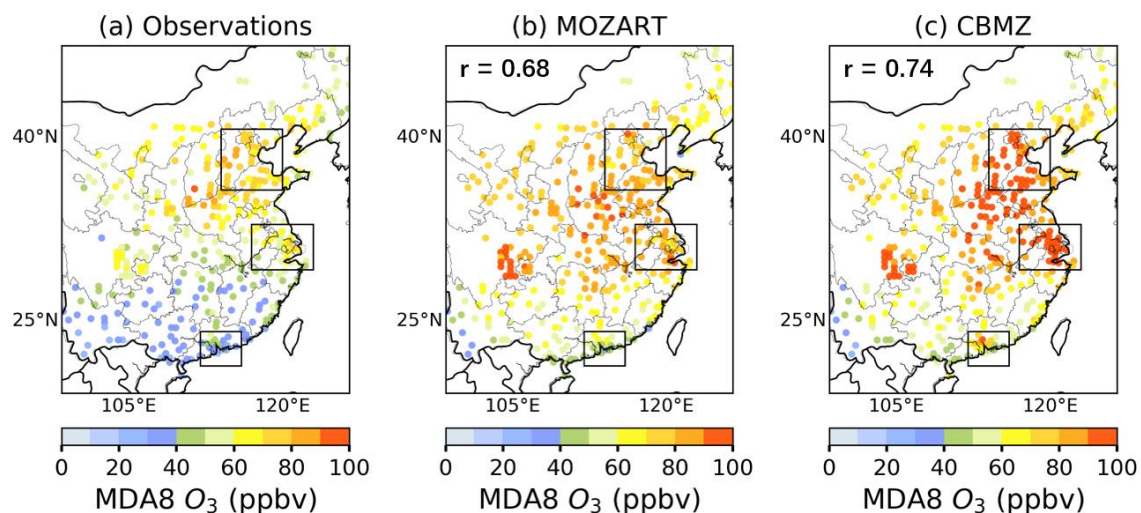 (a) Observations
(b) MOZART
(c) CBMZ
r = 0.68
r = 0.74
40°N
40°N
40°N
25°N
25°N
25°N
105°E 120°E
105°E 120°E
105°E 120°E
0 20 40 60 80 100
0 20 40 60 80 100
0 20 40 60 80 100
MDA8 O₃ (ppbv)
MDA8 O₃ (ppbv)
MDA8 O₃ (ppbv)